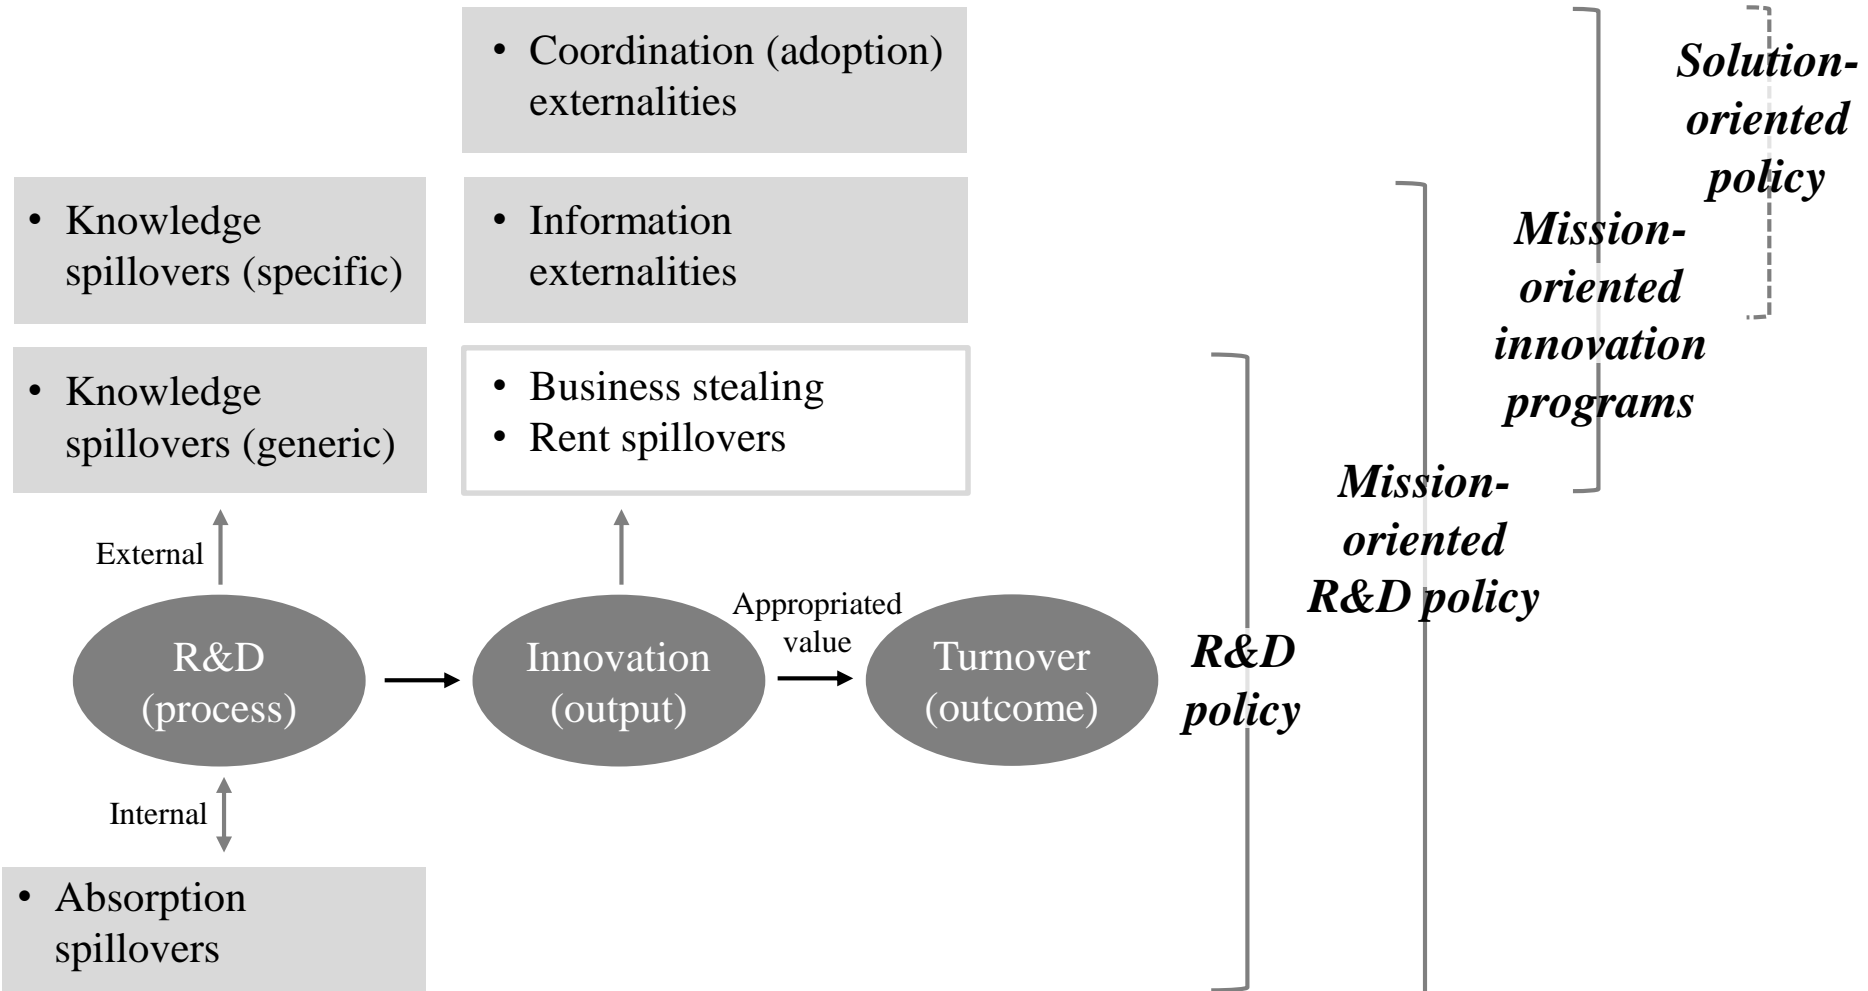 • Coordination (adoption)
externalities
• Knowledge
spillovers (specific)
• Information
externalities
• Knowledge
spillovers (generic)
• Business stealing
• Rent spillovers
External
R&D
(process)
Innovation
(output)
Appropriated
value
Turnover
(outcome)
Internal
• Absorption
spillovers
R&D
policy
Mission-
oriented
R&D policy
Mission-
oriented
innovation
programs
Solution-
oriented
policy